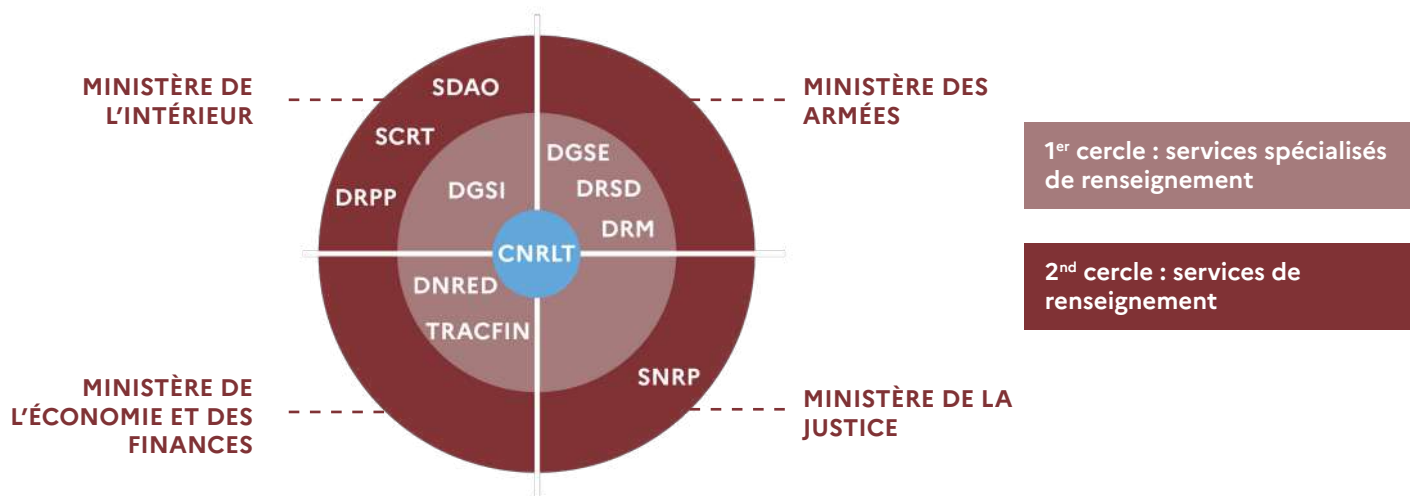 MINISTÈRE DE
L'INTÉRIEUR
SDAO
SCRT
DRPP
DGSI
MINISTÈRE DES
ARMÉES
DGSE
DRSD
DRM
CNRLT
DNRED
TRACFIN
MINISTÈRE DE
L'ÉCONOMIE ET DES
FINANCES
SNRP
MINISTÈRE DE LA
JUSTICE
1er cercle : services spécialisés
de renseignement
2nd cercle : services de
renseignement